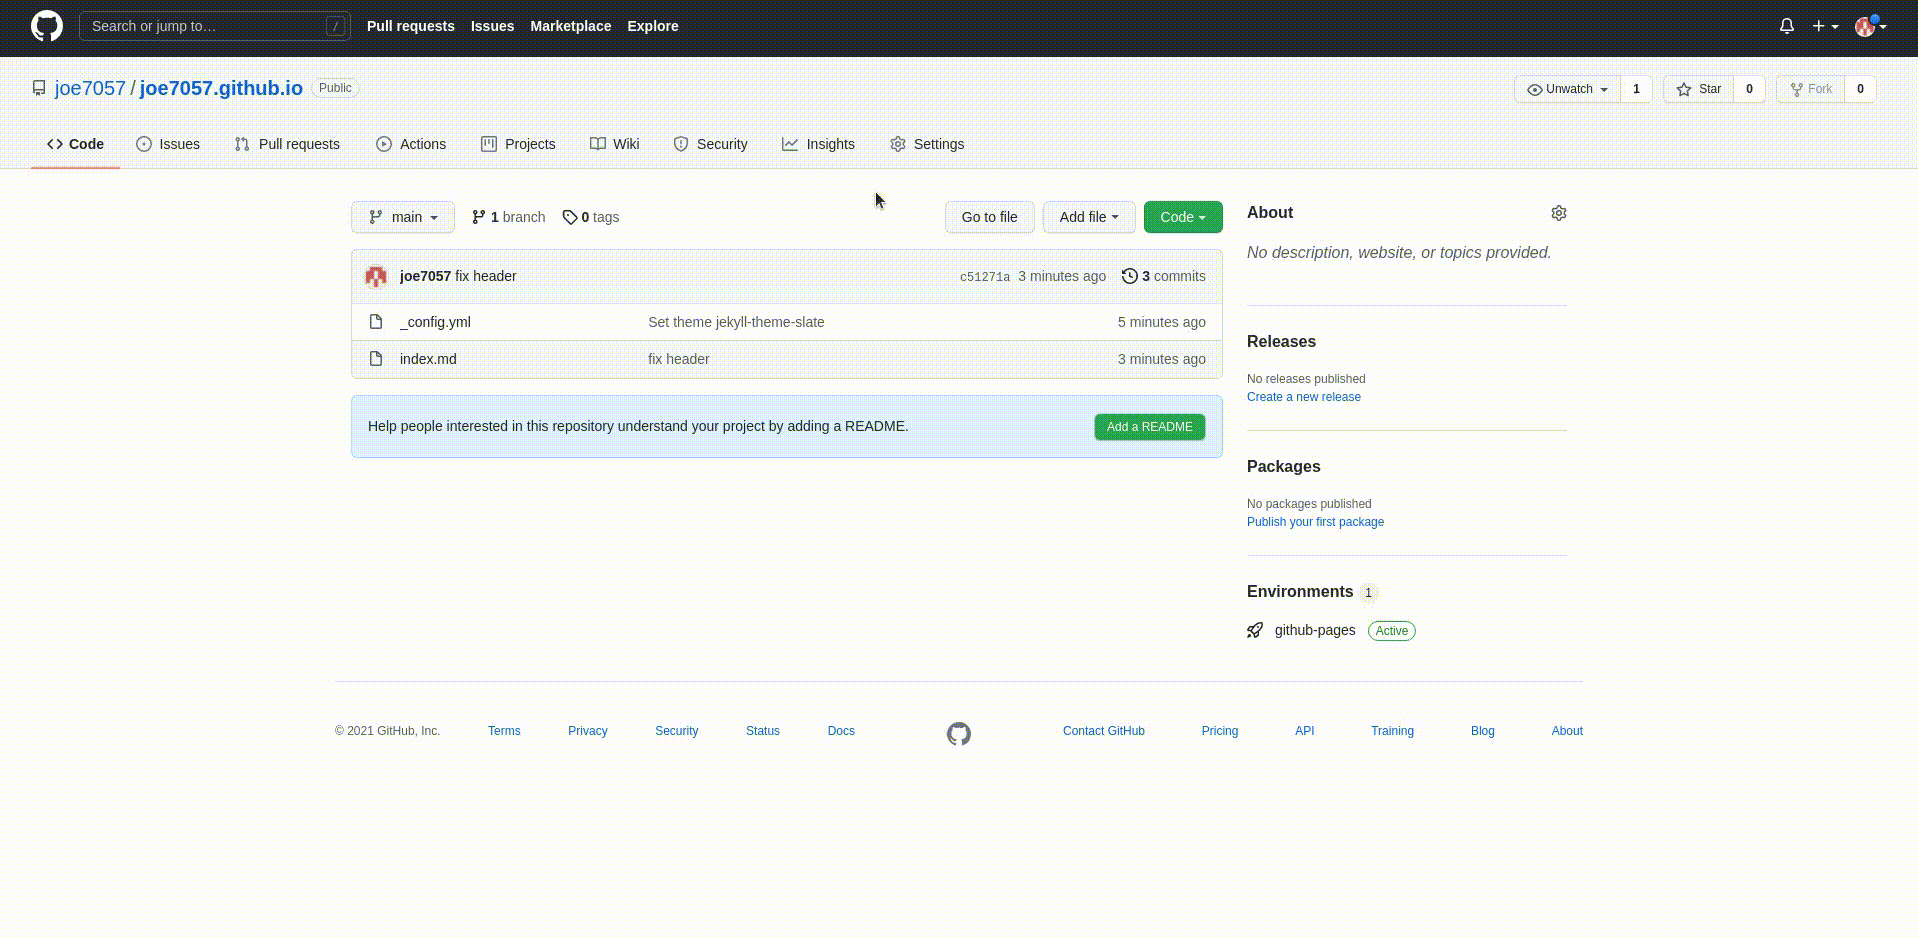 Search or jump to… / Pull requests Issues Marketplace Explore
joe7057 / joe7057.github.io Public Unwatch 1 Star 0 Fork 0
Code Issues Pull requests Actions Projects Wiki Security Insights Settings
main 1 branch 0 tags Go to file Add file Code
joe7057 fix header c51271a 3 minutes ago 3 commits
_config.yml Set theme jekyll-theme-slate 5 minutes ago
index.md fix header 3 minutes ago
Help people interested in this repository understand your project by adding a README. Add a README
About
No description, website, or topics provided.
Releases
No releases published
Create a new release
Packages
No packages published
Publish your first package
Environments 1
github-pages Active
© 2021 GitHub, Inc. Terms Privacy Security Status Docs Contact GitHub Pricing API Training Blog About